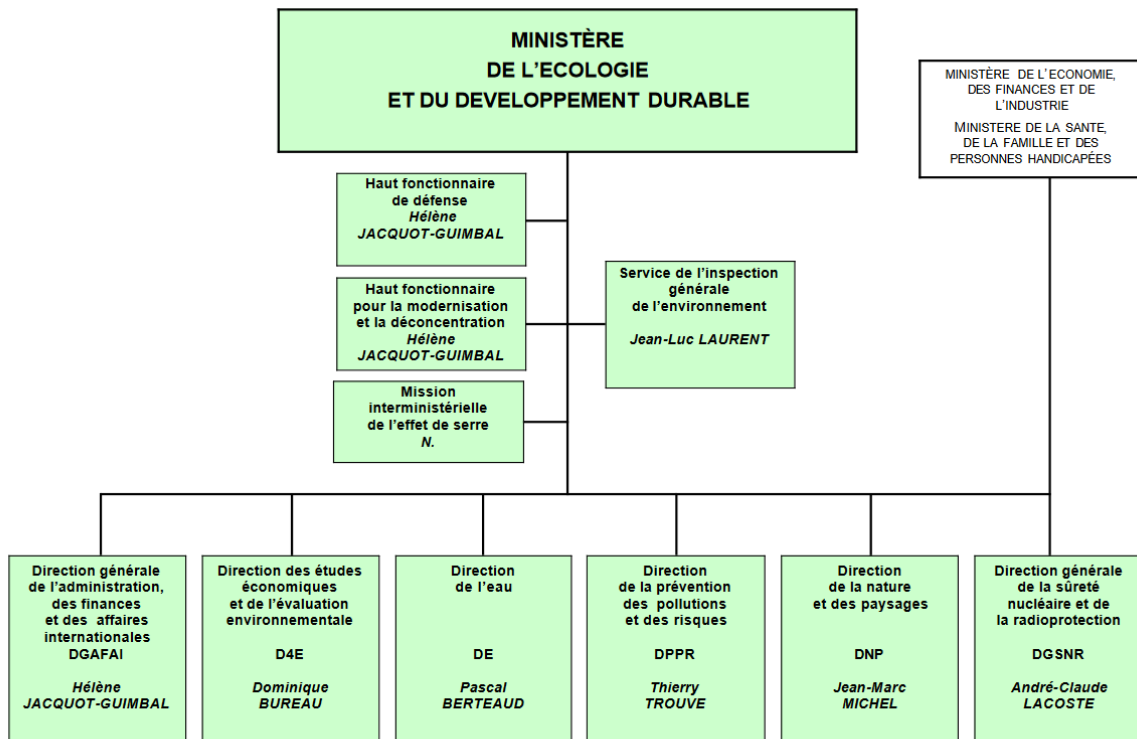 MINISTÈRE
DE L'ECOLOGIE
ET DU DEVELOPPEMENT DURABLE
MINISTÈRE DE L'ECONOMIE,
DES FINANCES ET DE
L'INDUSTRIE
MINISTERE DE LA SANTE,
DE LA FAMILLE ET DES
PERSONNES HANDICAPÉES
Haut fonctionnaire
de défense
Hélène
JACQUOT-GUIMBAL
Haut fonctionnaire
pour la modernisation
et la déconcentration
Hélène
JACQUOT-GUIMBAL
Service de l'inspection
générale
de l'environnement
Jean-Luc LAURENT
Mission
interministérielle
de l'effet de serre
N.
Direction générale
de l'administration,
des finances
et des affaires
internationales
DGAFAI
Hélène
JACQUOT-GUIMBAL
Direction des études
économiques
et de l'évaluation
environnementale
D4E
Dominique
BUREAU
Direction
de l'eau
DE
Pascal
BERTEAUD
Direction
de la prévention
des pollutions
et des risques
DPPR
Thierry
TROUVE
Direction
de la nature
et des paysages
DNP
Jean-Marc
MICHEL
Direction générale
de la sûreté
nucléaire et de
la radioprotection
DGSNR
André-Claude
LACOSTE